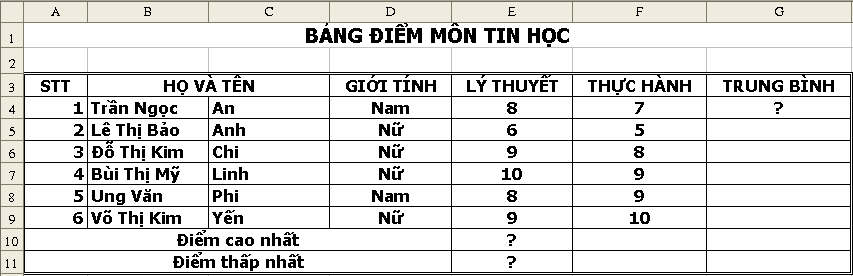 A B C D E F G
1 BẢNG ĐIỂM MÔN TIN HỌC
2
3 STT HỌ VÀ TÊN GIỚI TÍNH LÝ THUYẾT THỰC HÀNH TRUNG BÌNH
4 1 Trần Ngọc An Nam 8 7 ?
5 2 Lê Thị Bảo Anh Nữ 6 5
6 3 Đỗ Thị Kim Chi Nữ 9 8
7 4 Bùi Thị Mỹ Linh Nữ 10 9
8 5 Ung Văn Phi Nam 8 9
9 6 Võ Thị Kim Yến Nữ 9 10
10 Điểm cao nhất ?
11 Điểm thấp nhất ?